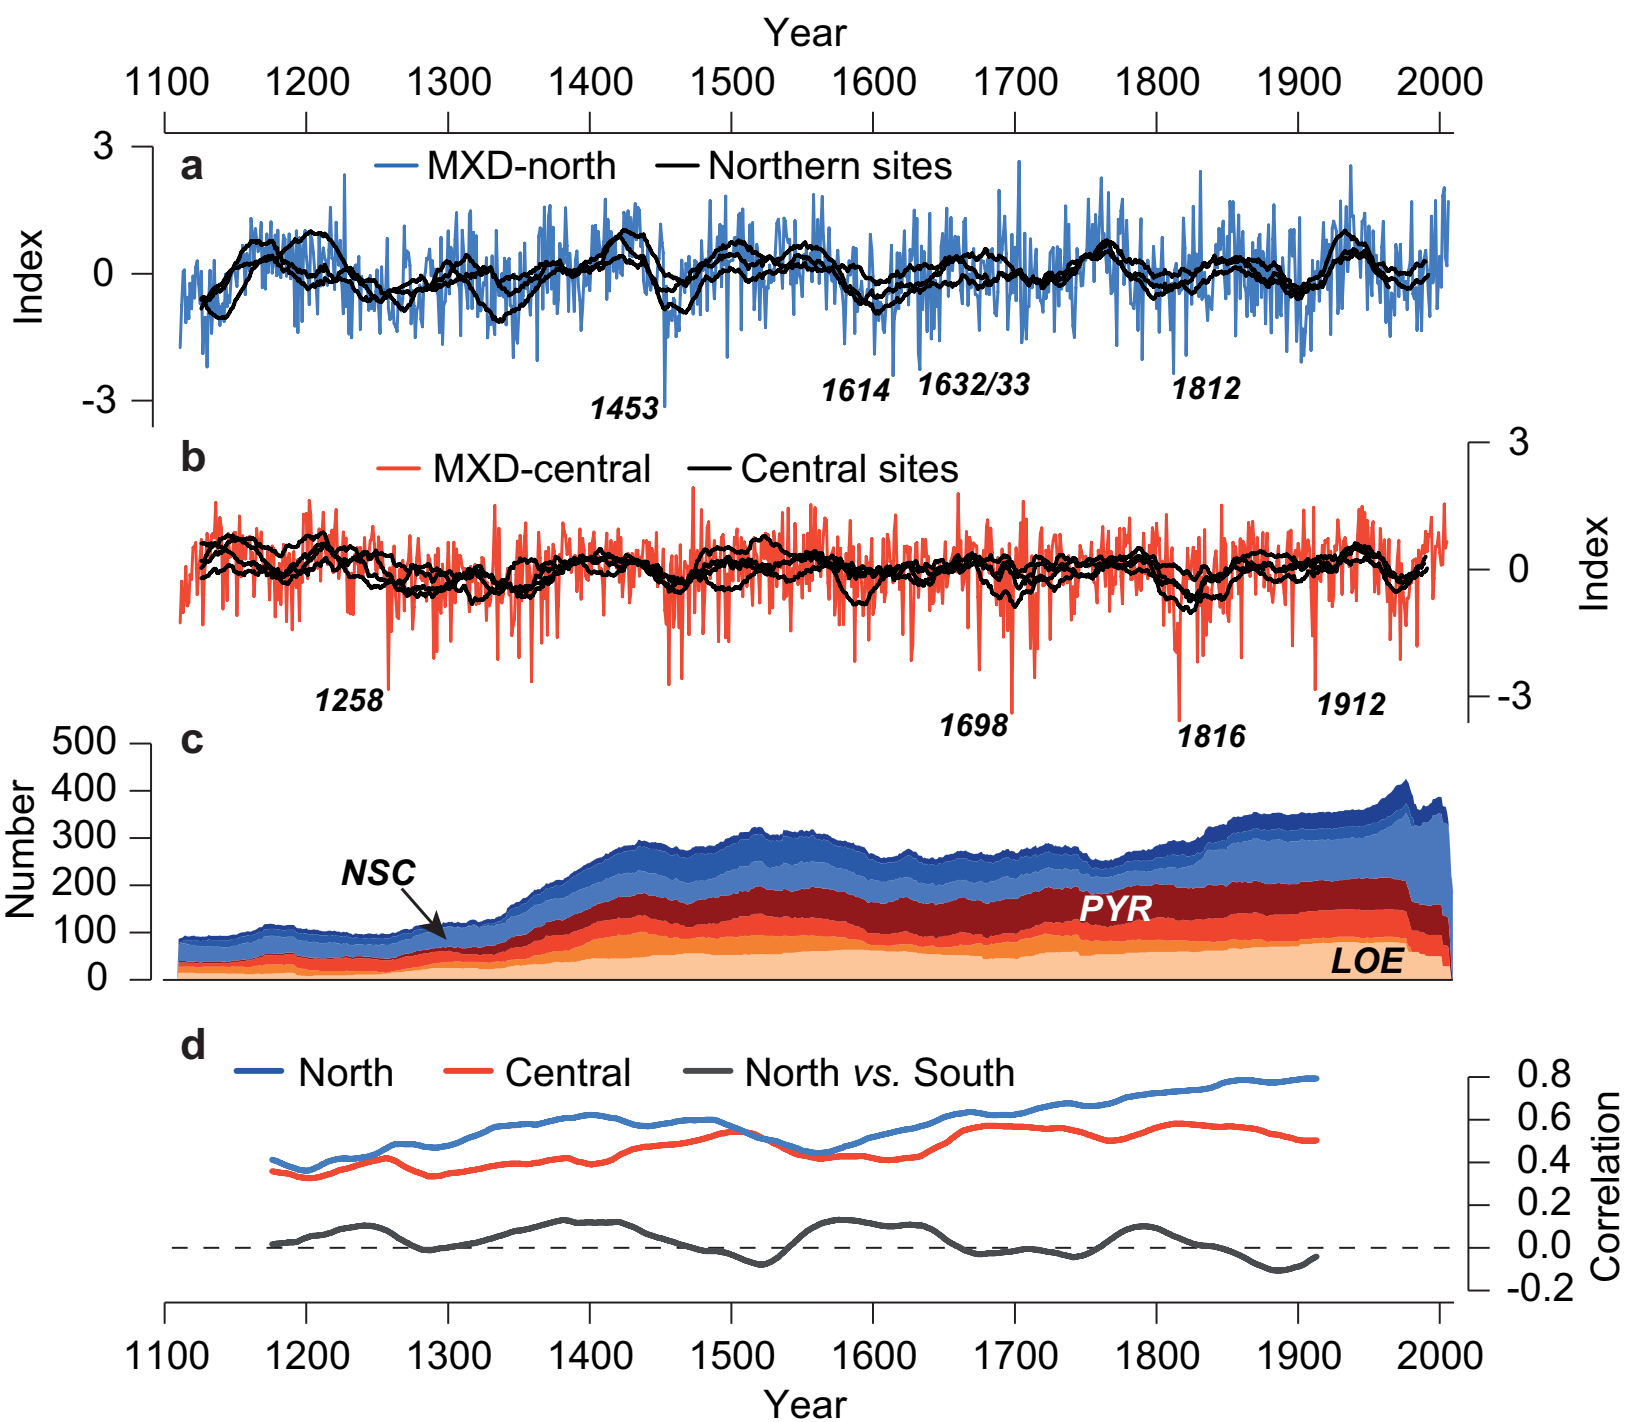 Year
1100 1200 1300 1400 1500 1600 1700 1800 1900 2000
3
a MXD-north Northern sites
Index
0
-3
1453 1614 1632/33 1812
b MXD-central Central sites
3
0
Index
-3
1258 1698 1816 1912
c
500
400
300
200
100
0
Number
NSC
PYR
LOE
d
North Central North vs. South
0.8
0.6
0.4
0.2
0.0
-0.2
Correlation
1100 1200 1300 1400 1500 1600 1700 1800 1900 2000
Year